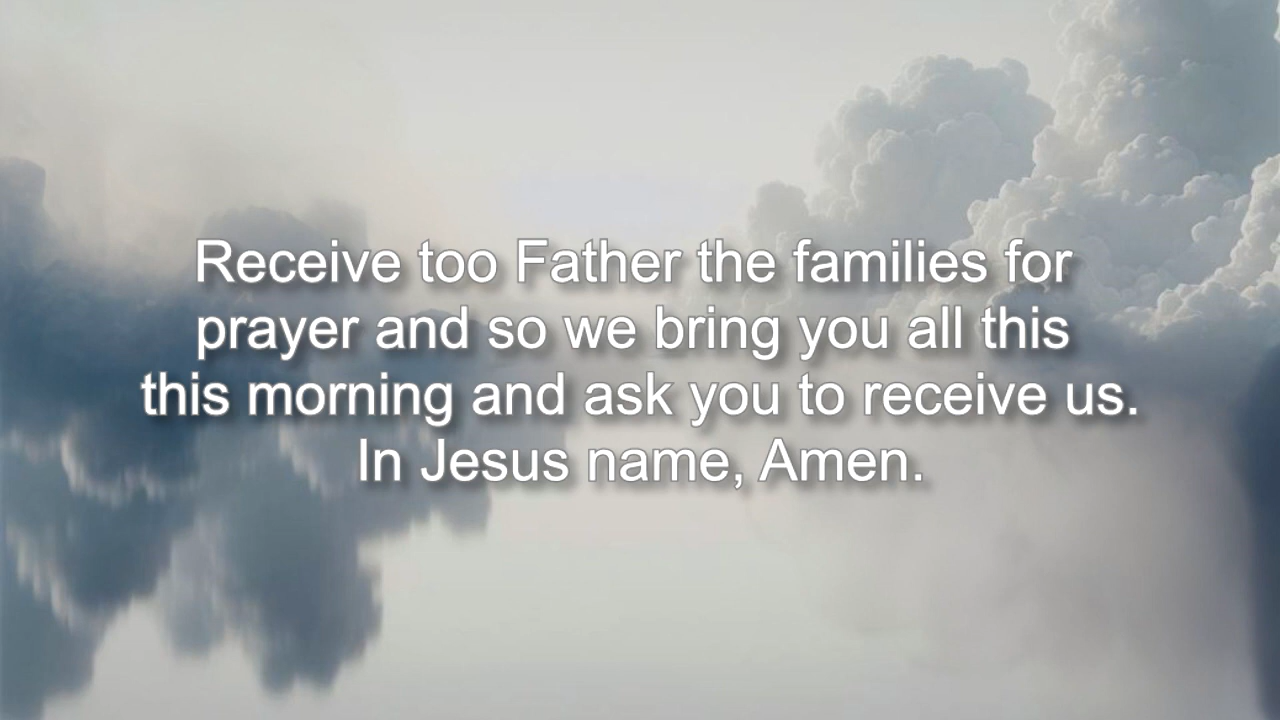 Receive too Father the families for
prayer and so we bring you all this
this morning and ask you to receive us.
In Jesus name, Amen.